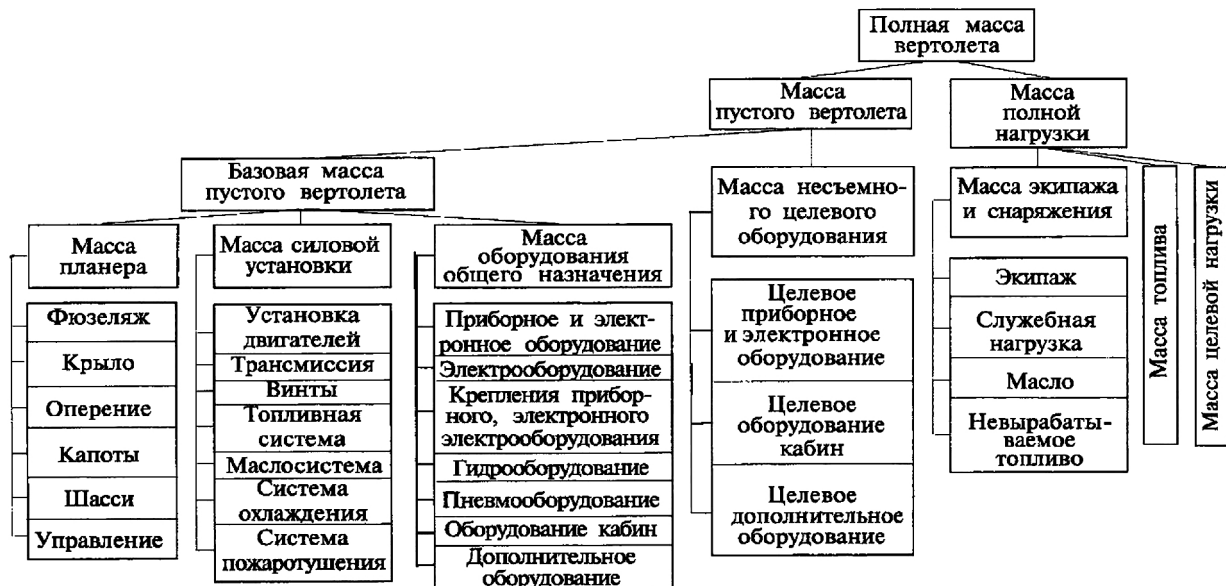 Полная масса
вертолета
Масса
пустого вертолета
Масса
полной
нагрузки
Базовая масса
пустого вертолета
Масса несъемно-
го целевого
оборудования
Масса экипажа
и снаряжения
Масса топлива
Масса целевой нагрузки
Масса
планера
Масса силовой
установки
Масса
оборудования
общего назначения
Фюзеляж
Крыло
Оперение
Капоты
Шасси
Управление
Установка
двигателей
Трансмиссия
Винты
Топливная
система
Маслосистема
Система
охлаждения
Система
пожаротушения
Приборное и элект-
ронное оборудование
Электрооборудование
Крепления прибор-
ного, электронного
электрооборудования
Гидрооборудование
Пневмооборудование
Оборудование кабин
Дополнительное
оборудование
Целевое
приборное
и электронное
оборудование
Целевое
оборудование
кабин
Целевое
дополнительное
оборудование
Экипаж
Служебная
нагрузка
Масло
Невырабаты-
ваемое
топливо